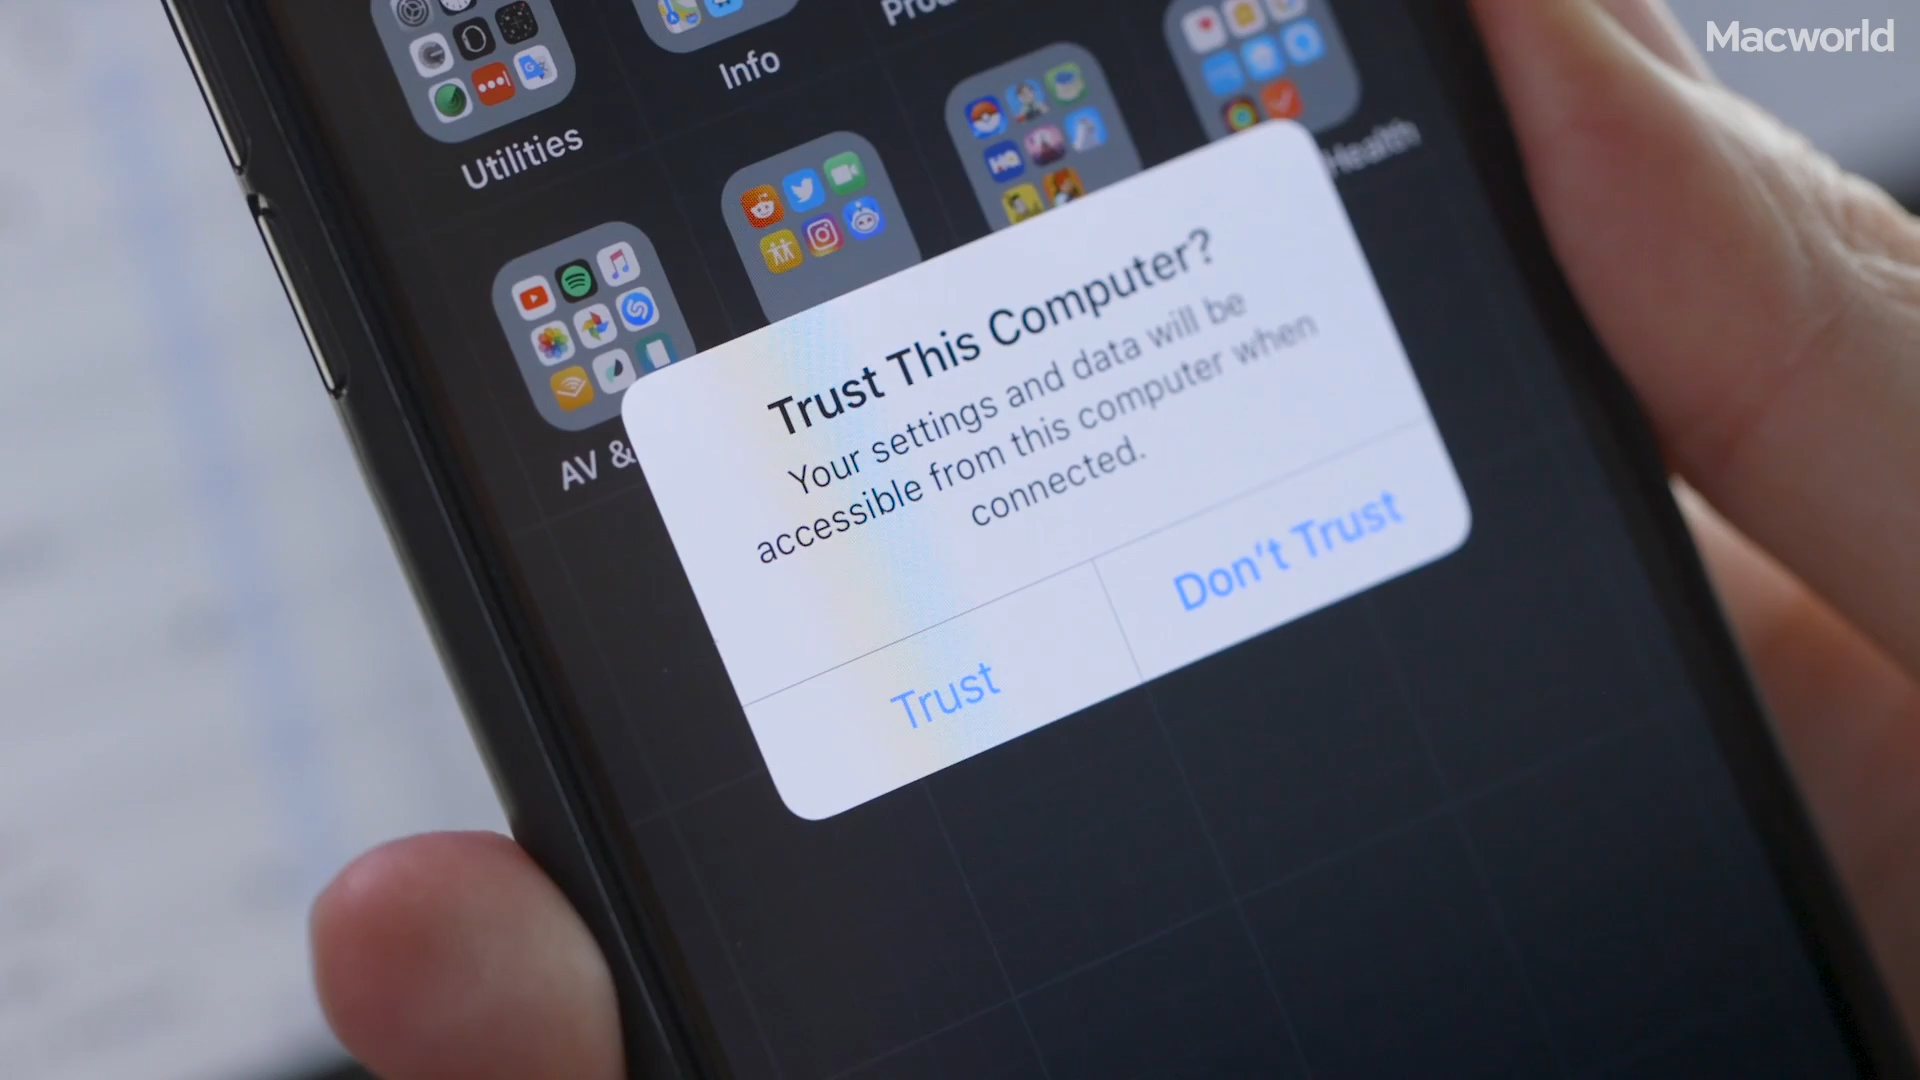 Macworld
Info
Utilities
Health
HQ
AV &
Trust This Computer?
Your settings and data will be
accessible from this computer when
connected.
Trust
Don't Trust